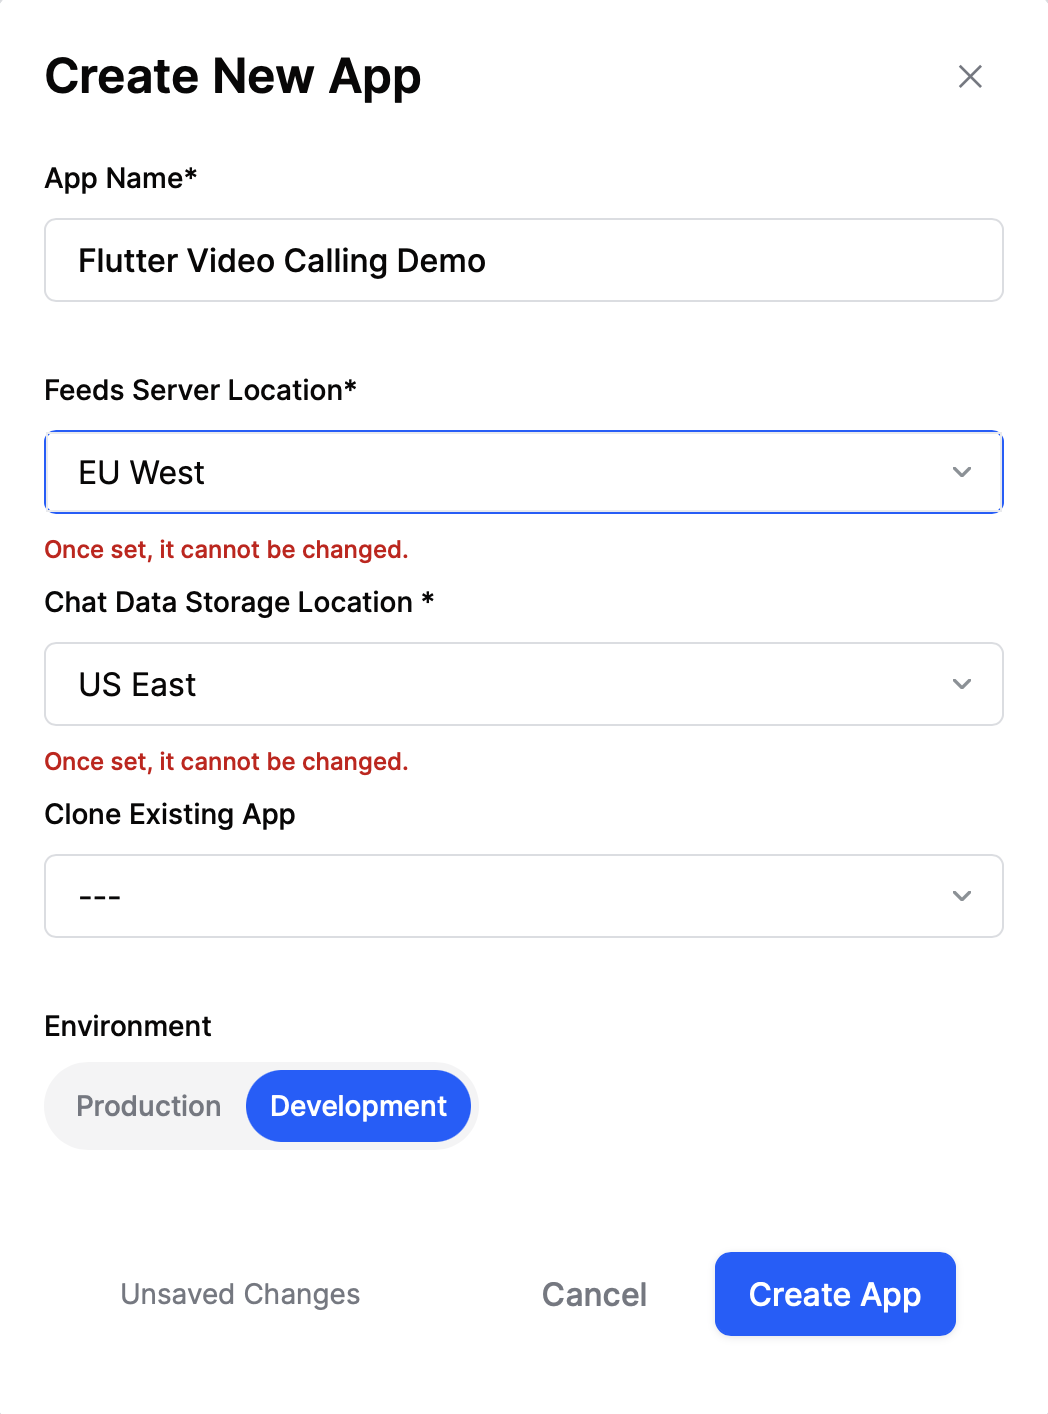 Create New App
App Name*
Flutter Video Calling Demo
Feeds Server Location*
EU West
Once set, it cannot be changed.
Chat Data Storage Location *
US East
Once set, it cannot be changed.
Clone Existing App
---
Environment
Production Development
Unsaved Changes Cancel Create App